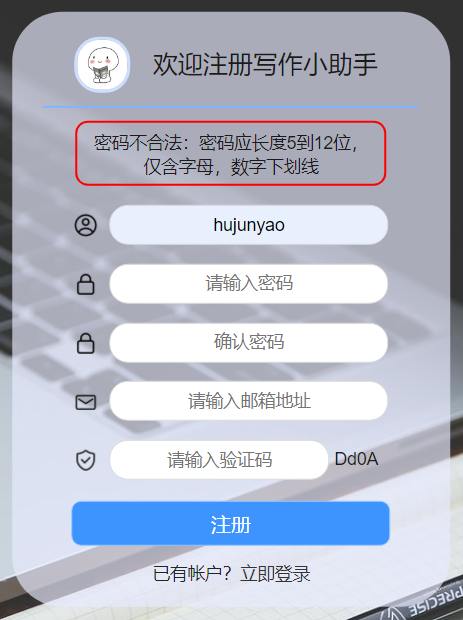 欢迎注册写作小助手
密码不合法：密码应长度5到12位，
仅含字母，数字下划线
hujunyao
请输入密码
确认密码
请输入邮箱地址
请输入验证码 Dd0A
注册
已有帐户？立即登录
PRECISE